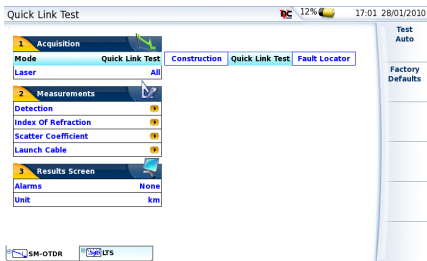 Quick Link Test 12% 17:01 28/01/2010
Test Auto
Factory Defaults
1 Acquisition
Mode Quick Link Test Construction Quick Link Test Fault Locator
Laser All
2 Measurements
Detection
Index Of Refraction
Scatter Coefficient
Launch Cable
3 Results Screen
Alarms None
Unit km
SM-OTDR LTS